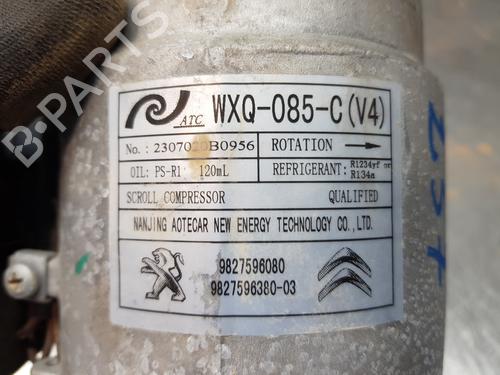 ATC WXQ-085-C(V4)
No. : 2307020B0956 ROTATION
OIL: PS-R1 120mL REFRIGERANT: R1234yf or R134a
SCROLL COMPRESSOR QUALIFIED
NANJING AOTECAR NEW ENERGY TECHNOLOGY CO., LTD.
9827596080
9827596380-03
B-PARTS